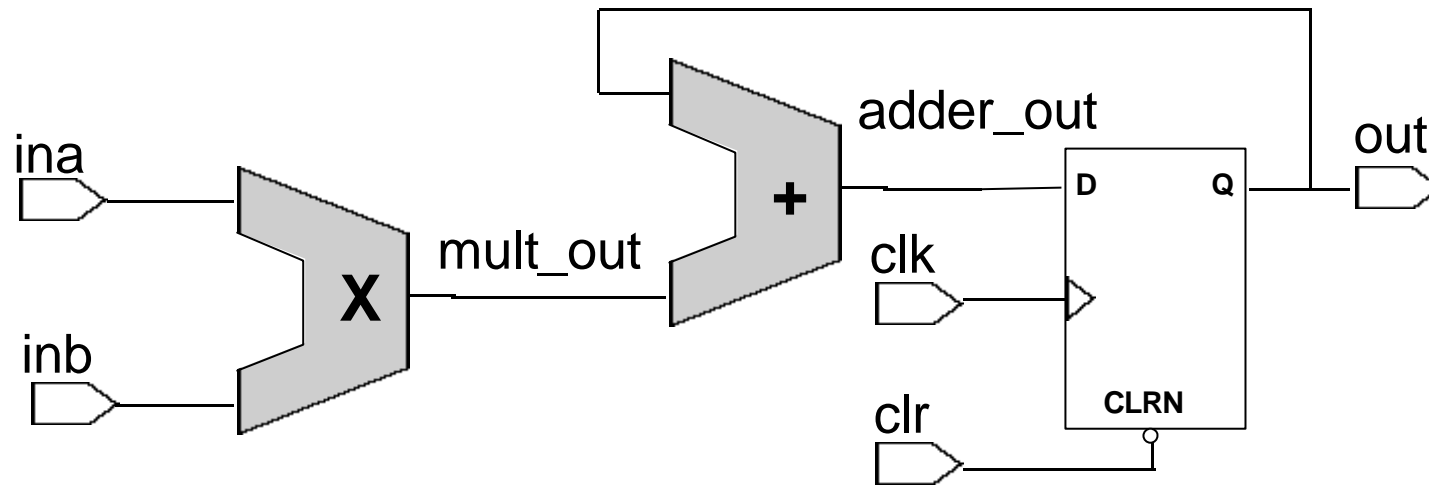 ina
inb
X
mult_out
+
adder_out
clk
clr
D
Q
CLRN
out